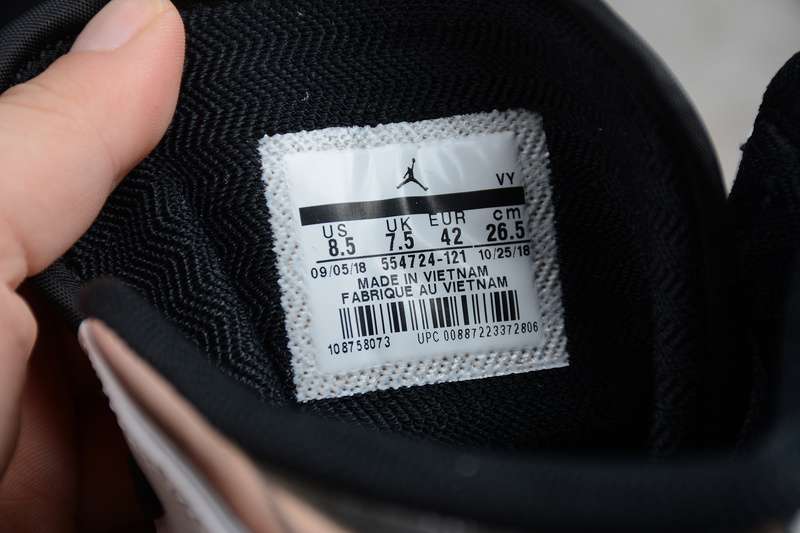 VY
US UK EUR cm
8.5 7.5 42 26.5
09/05/18 554724-121 10/25/18
MADE IN VIETNAM
FABRIQUE AU VIETNAM
108758073 UPC 00887223372806